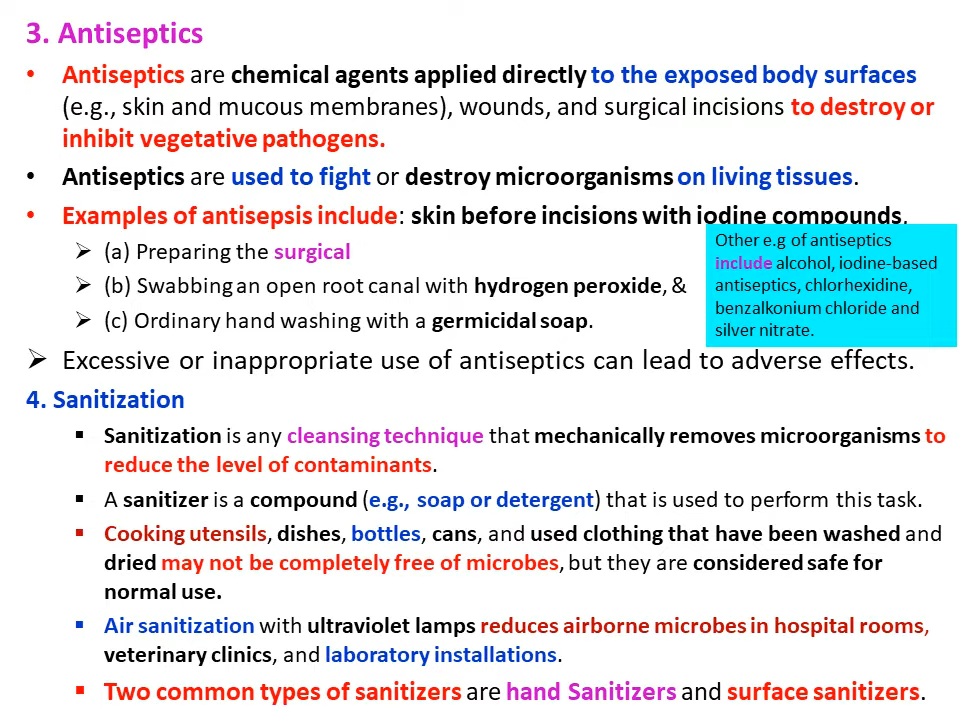 3. Antiseptics
• Antiseptics are chemical agents applied directly to the exposed body surfaces
(e.g., skin and mucous membranes), wounds, and surgical incisions to destroy or
inhibit vegetative pathogens.
• Antiseptics are used to fight or destroy microorganisms on living tissues.
• Examples of antisepsis include: skin before incisions with iodine compounds,
➢ (a) Preparing the surgical
➢ (b) Swabbing an open root canal with hydrogen peroxide, &
➢ (c) Ordinary hand washing with a germicidal soap.
Other e.g of antiseptics
include alcohol, iodine-based
antiseptics, chlorhexidine,
benzalkonium chloride and
silver nitrate.
➢ Excessive or inappropriate use of antiseptics can lead to adverse effects.
4. Sanitization
▪ Sanitization is any cleansing technique that mechanically removes microorganisms to
reduce the level of contaminants.
▪ A sanitizer is a compound (e.g., soap or detergent) that is used to perform this task.
▪ Cooking utensils, dishes, bottles, cans, and used clothing that have been washed and
dried may not be completely free of microbes, but they are considered safe for
normal use.
▪ Air sanitization with ultraviolet lamps reduces airborne microbes in hospital rooms,
veterinary clinics, and laboratory installations.
▪ Two common types of sanitizers are hand Sanitizers and surface sanitizers.